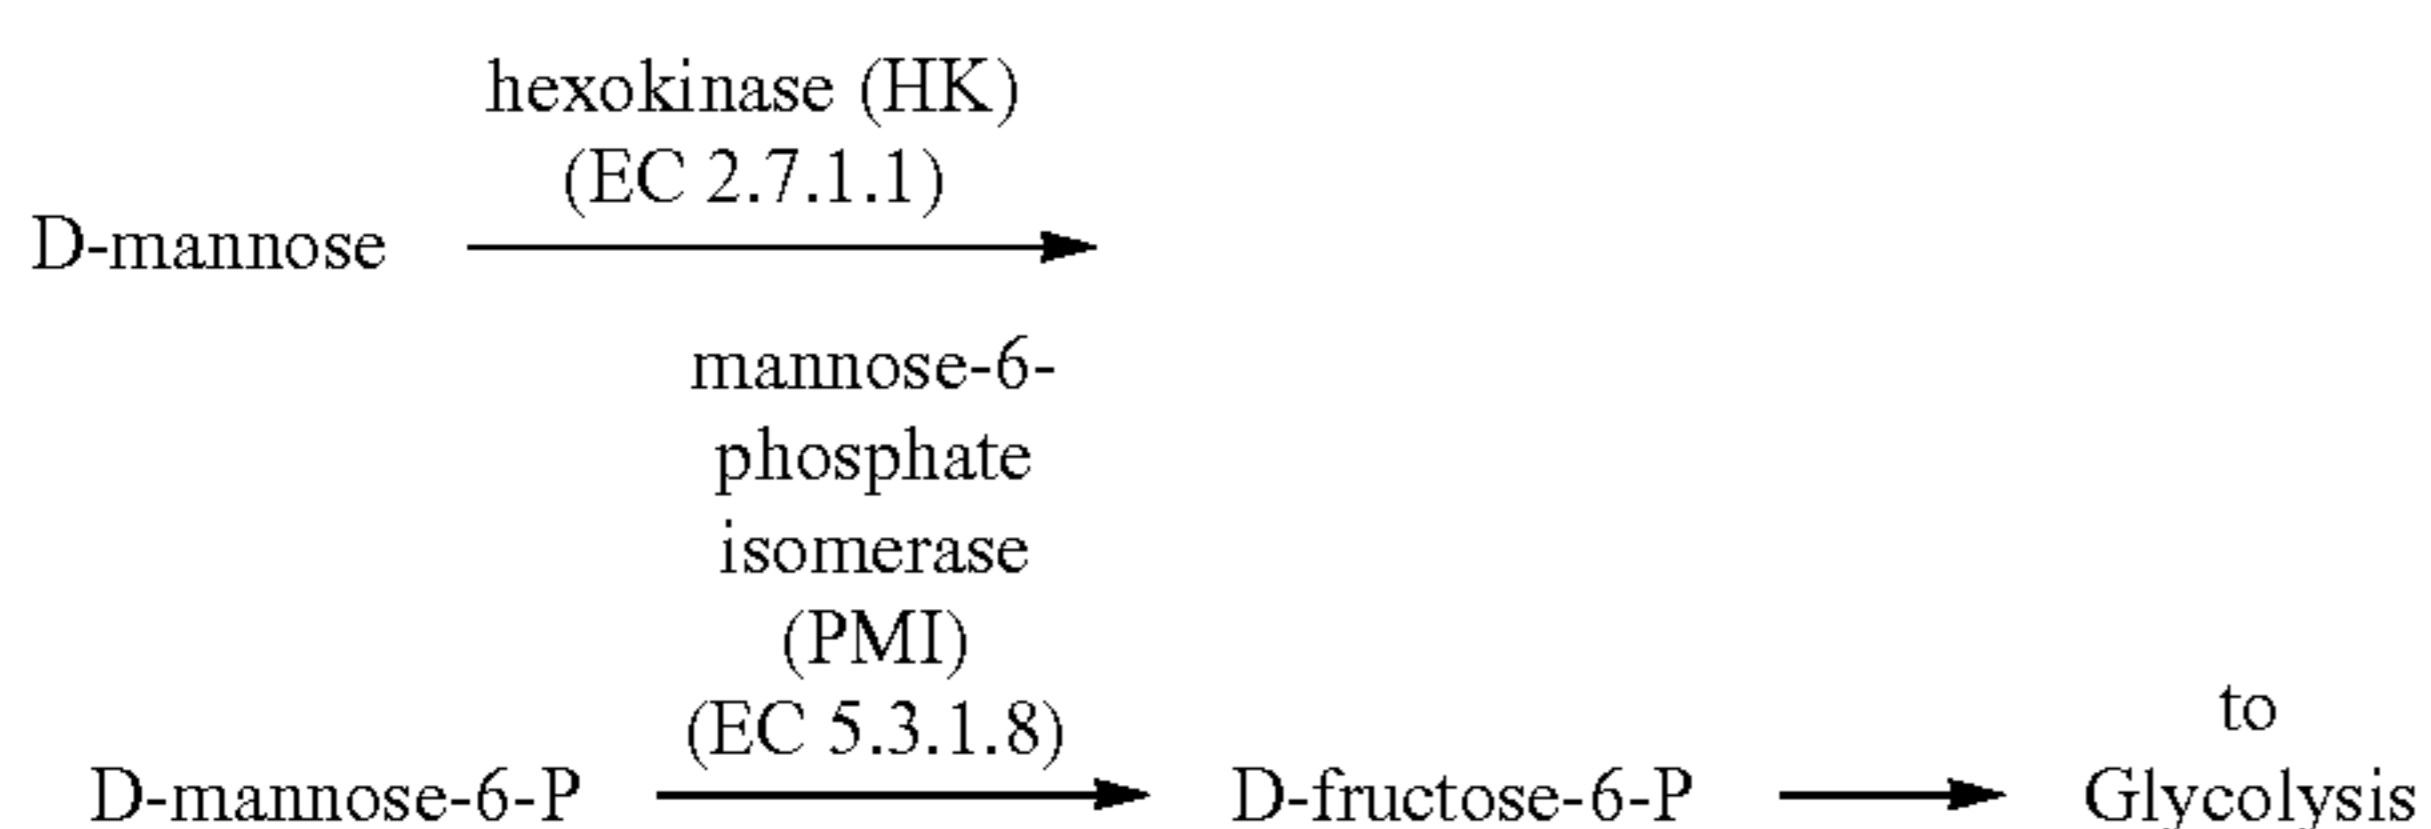 hexokinase (HK)
(EC 2.7.1.1)
D-mannose
mannose-6-
phosphate
isomerase
(PMI)
(EC 5.3.1.8)
D-mannose-6-P
D-fructose-6-P
to
Glycolysis